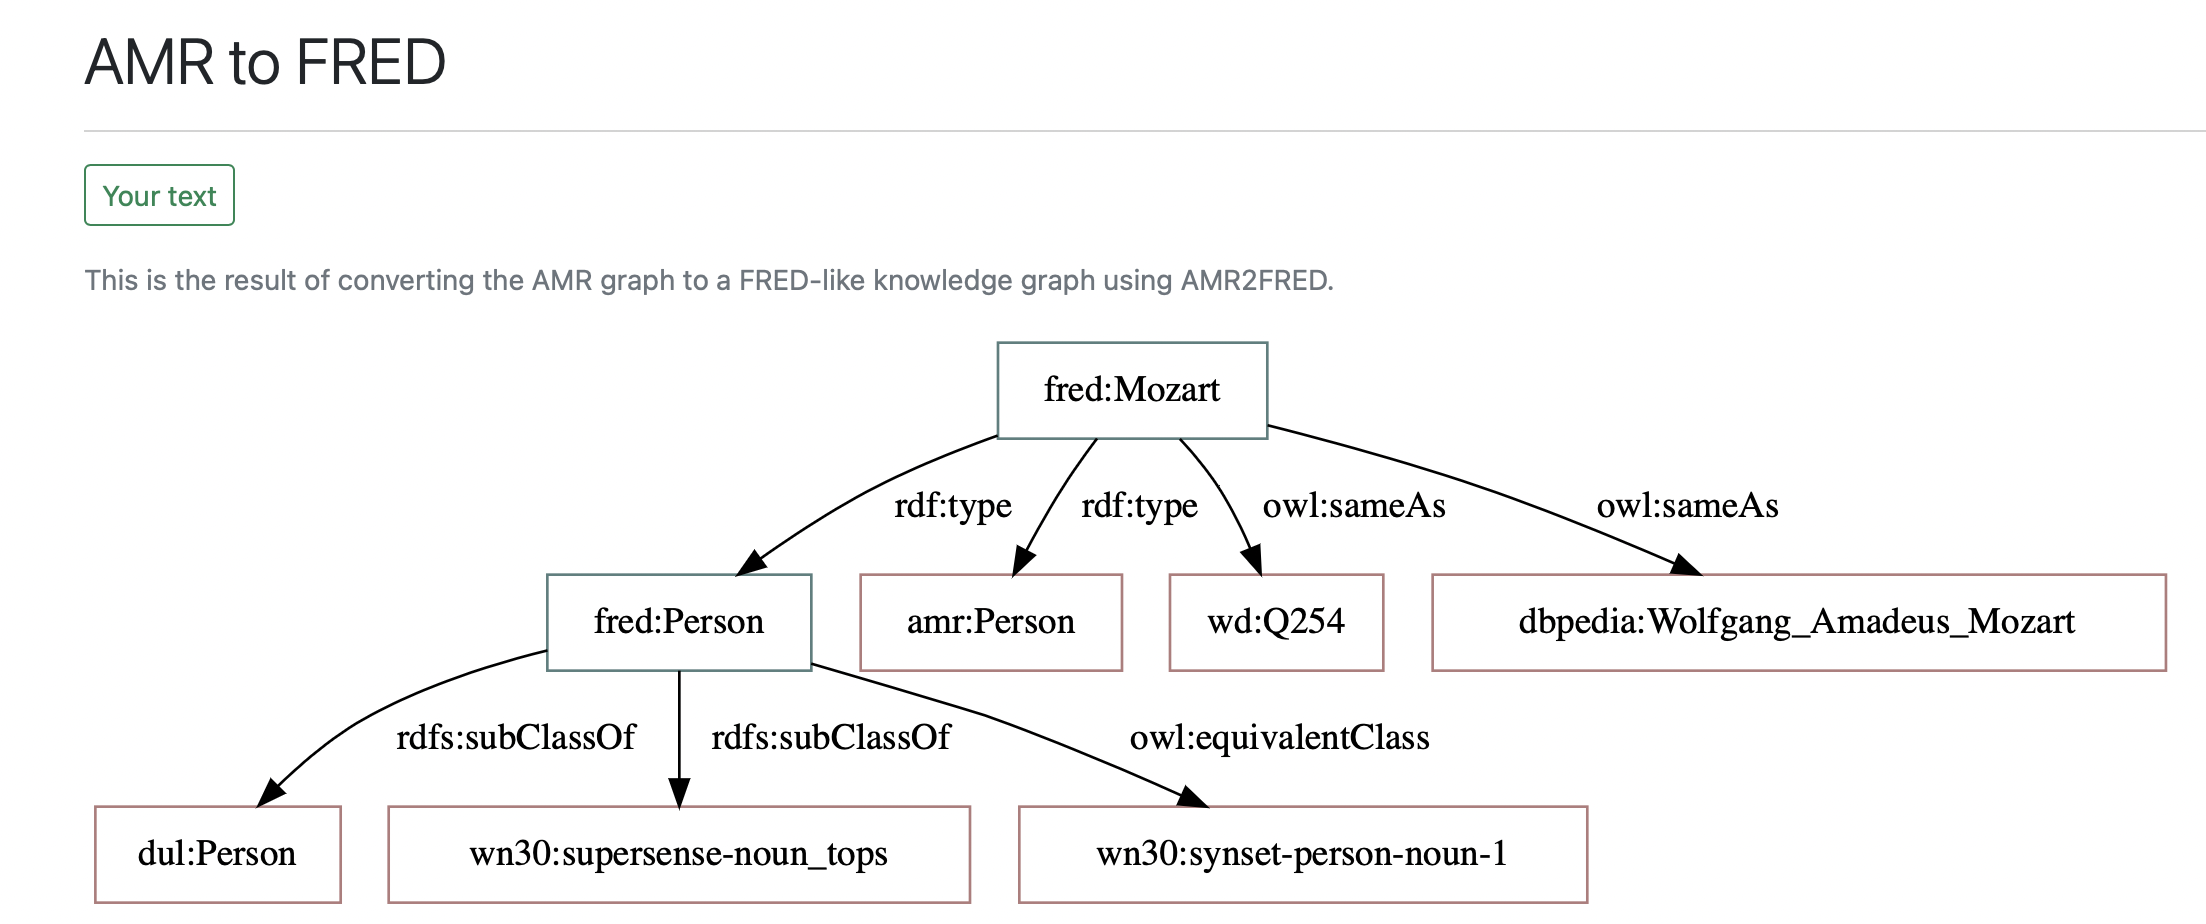 AMR to FRED
Your text
This is the result of converting the AMR graph to a FRED-like knowledge graph using AMR2FRED.
fred:Mozart
rdf:type
rdf:type
owl:sameAs
owl:sameAs
fred:Person
amr:Person
wd:Q254
dbpedia:Wolfgang_Amadeus_Mozart
rdfs:subClassOf
rdfs:subClassOf
owl:equivalentClass
dul:Person
wn30:supersense-noun_tops
wn30:synset-person-noun-1